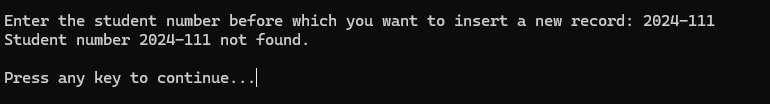 Enter the student number before which you want to insert a new record: 2024-111
Student number 2024-111 not found.
Press any key to continue...